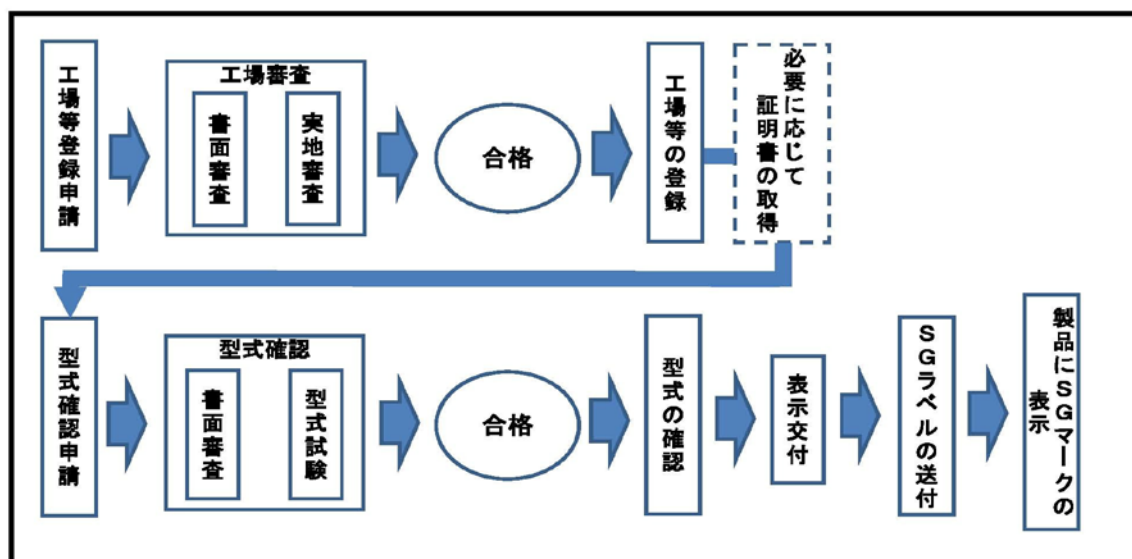 工場等登録申請
工場審査
書面審査
実地審査
合格
工場等の登録
必要に応じて
証明書の取得
型式確認申請
型式確認
書面審査
型式試験
合格
型式の確認
表示交付
SGラベルの送付
製品にSGマークの
表示